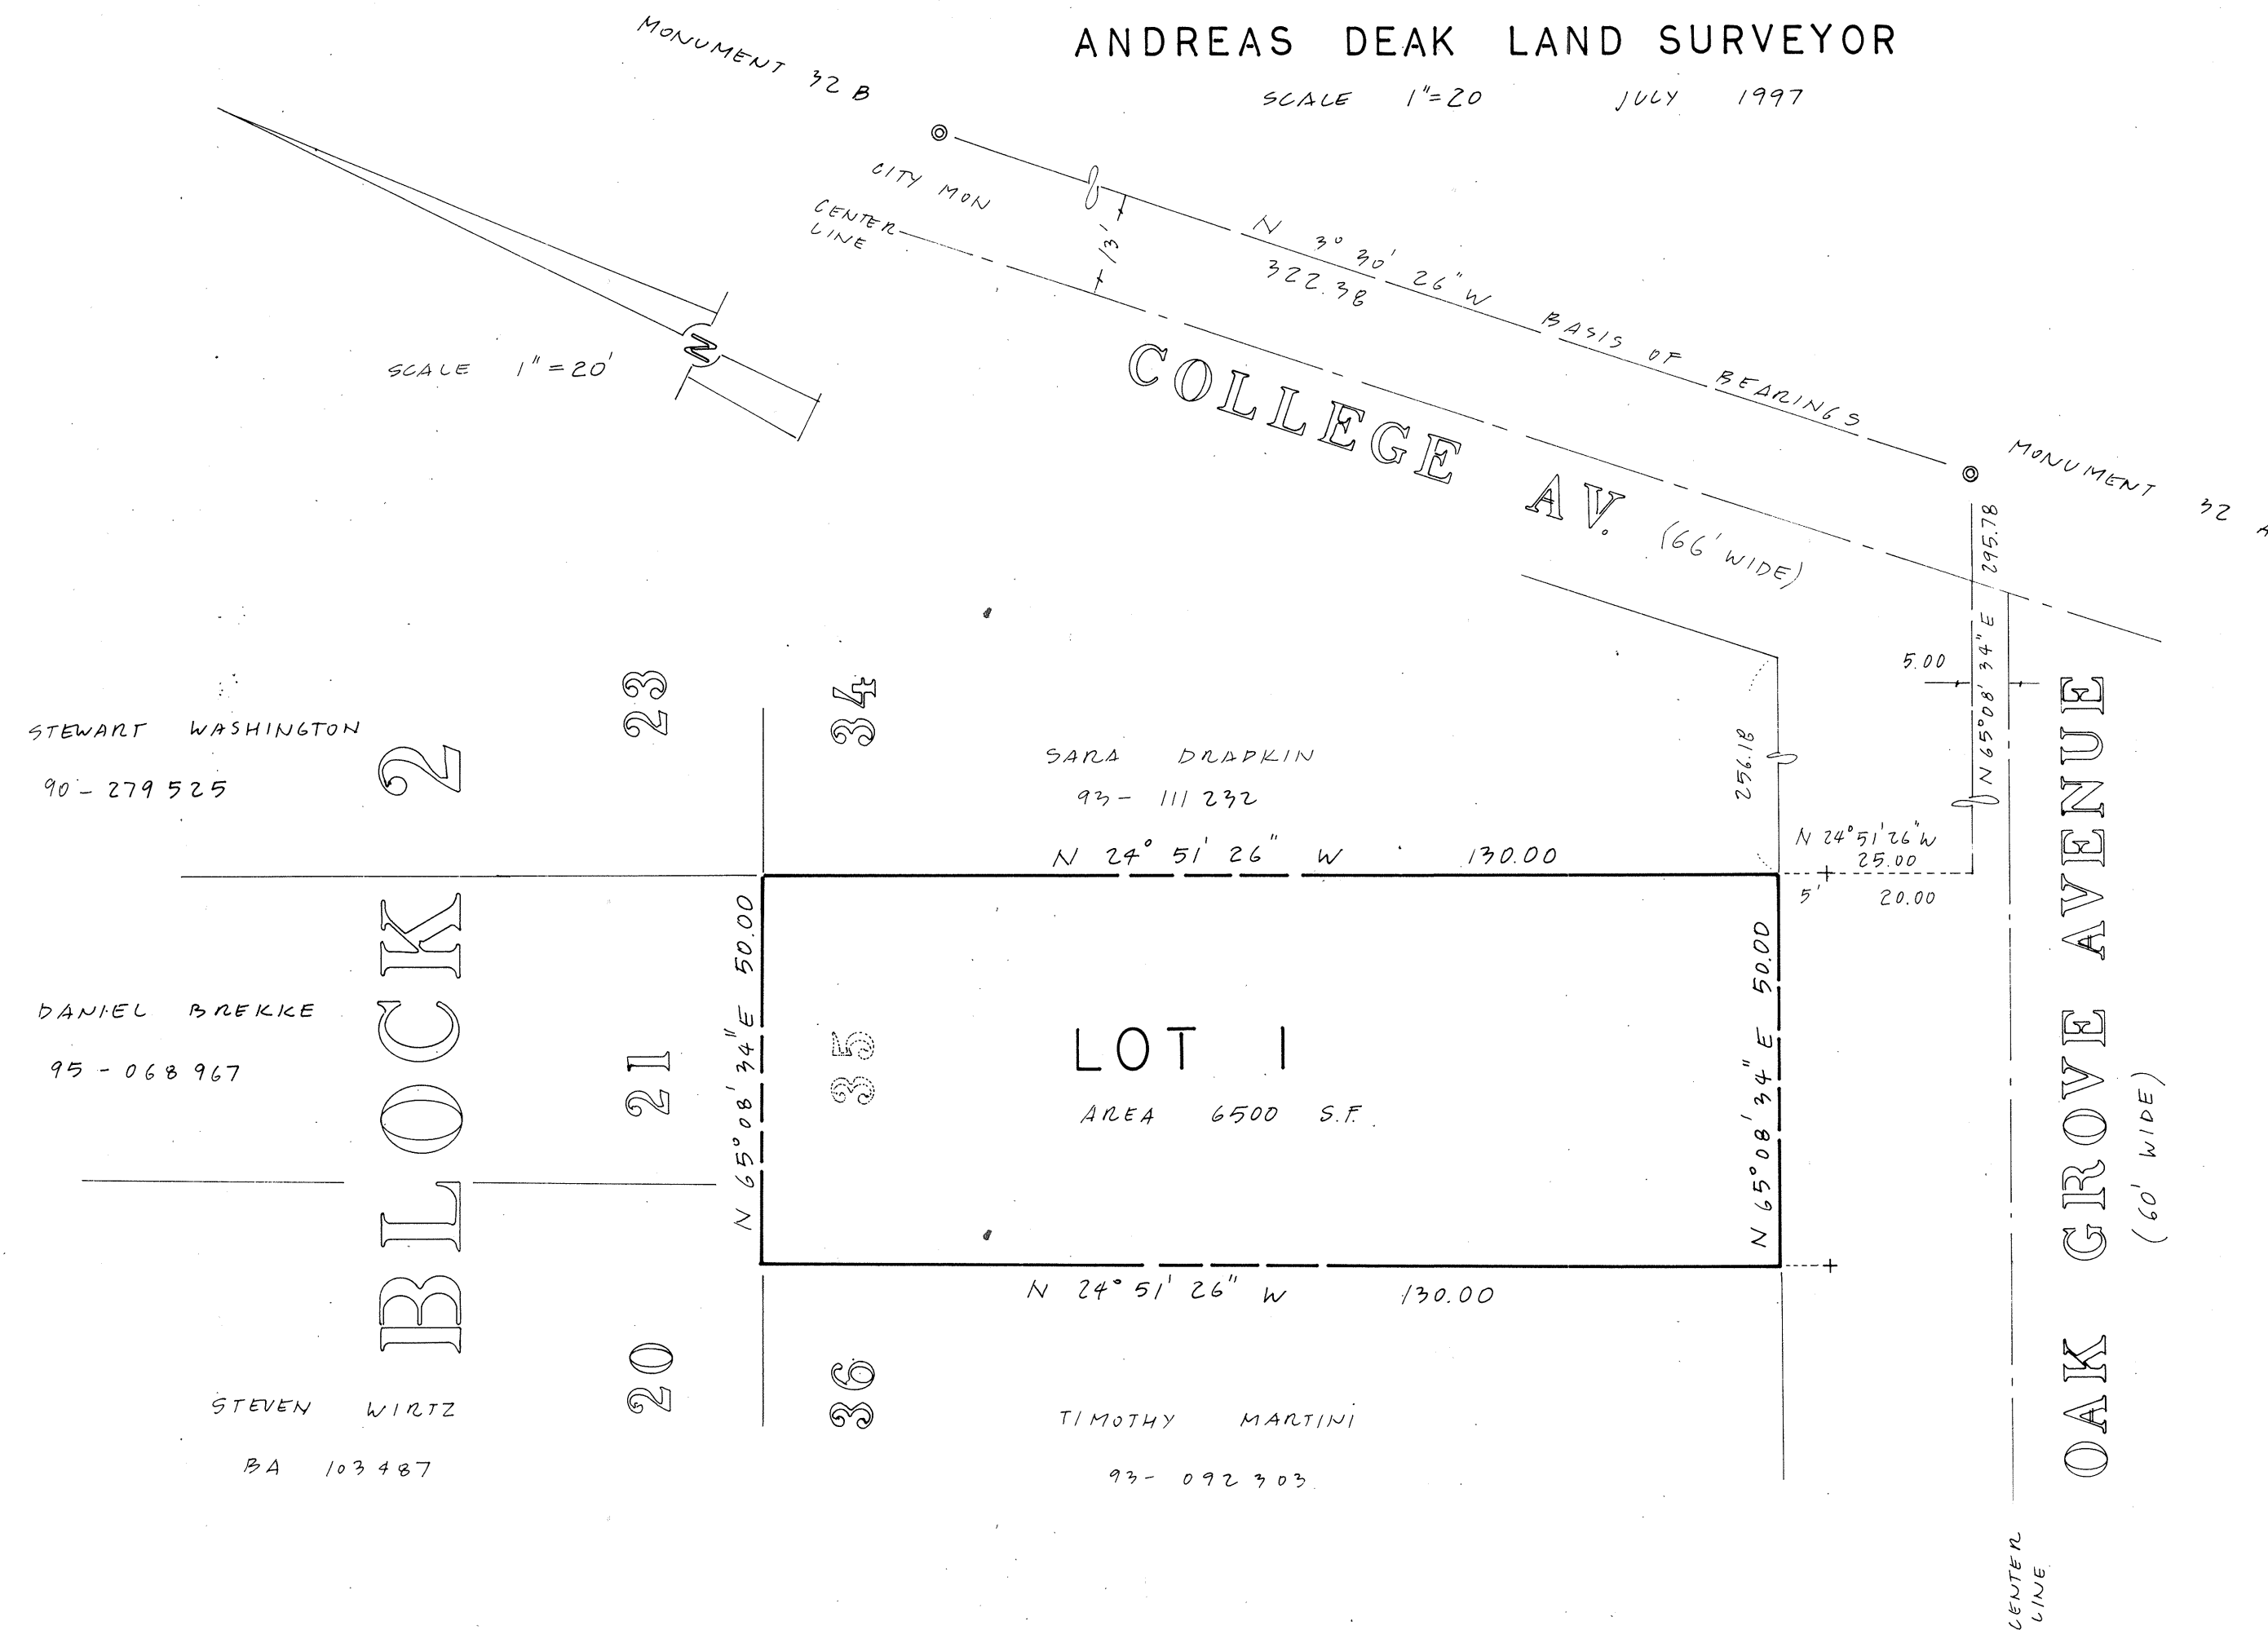 ANDREAS DEAK LAND SURVEYOR
SCALE 1"=20 JULY 1997
MONUMENT 32 B
CITY MON
CENTER
LINE
13'
N 3° 30' 26" W BASIS OF BEARINGS
322.38
SCALE 1"=20'
N
COLLEGE AV. (66' WIDE)
MONUMENT 32 A
295.78
N 65° 08' 34" E
5.00
STEWART WASHINGTON
90-279525
BLOCK 2
23
34
SARA DRAPKIN
93-111232
256.18
N 24° 51' 26" W 130.00
N 24° 51' 26" W
25.00
5' 20.00
DANIEL BREKKE
95-068967
21
N 65° 08' 34" E 50.00
35
LOT 1
AREA 6500 S.F.
N 65° 08' 34" E 50.00
OAK GROVE AVENUE
(60' WIDE)
N 24° 51' 26" W 130.00
STEVEN WIRTZ
BA 103487
20
36
TIMOTHY MARTINI
93-092303
CENTER
LINE